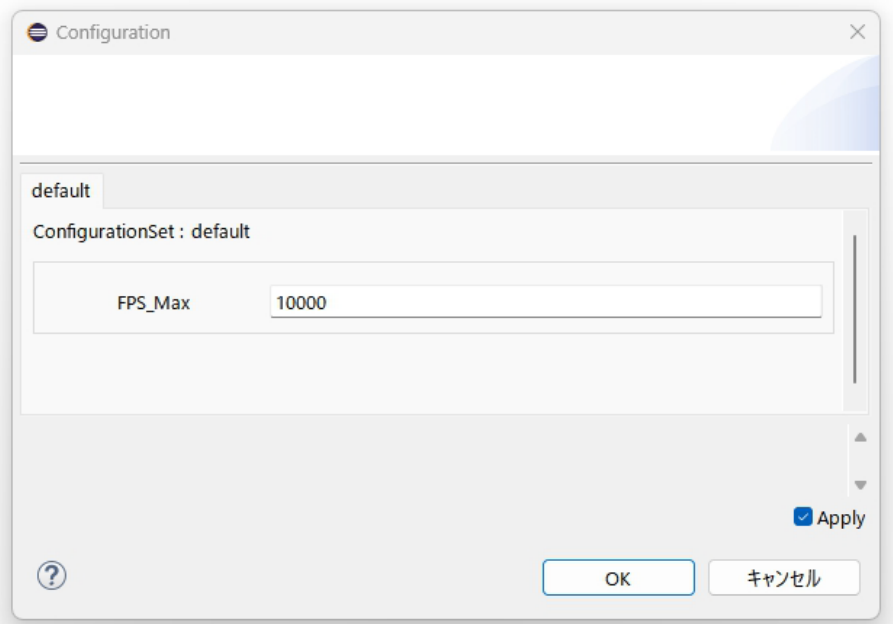 Configuration
default
ConfigurationSet : default
FPS_Max 10000
Apply
OK キャンセル